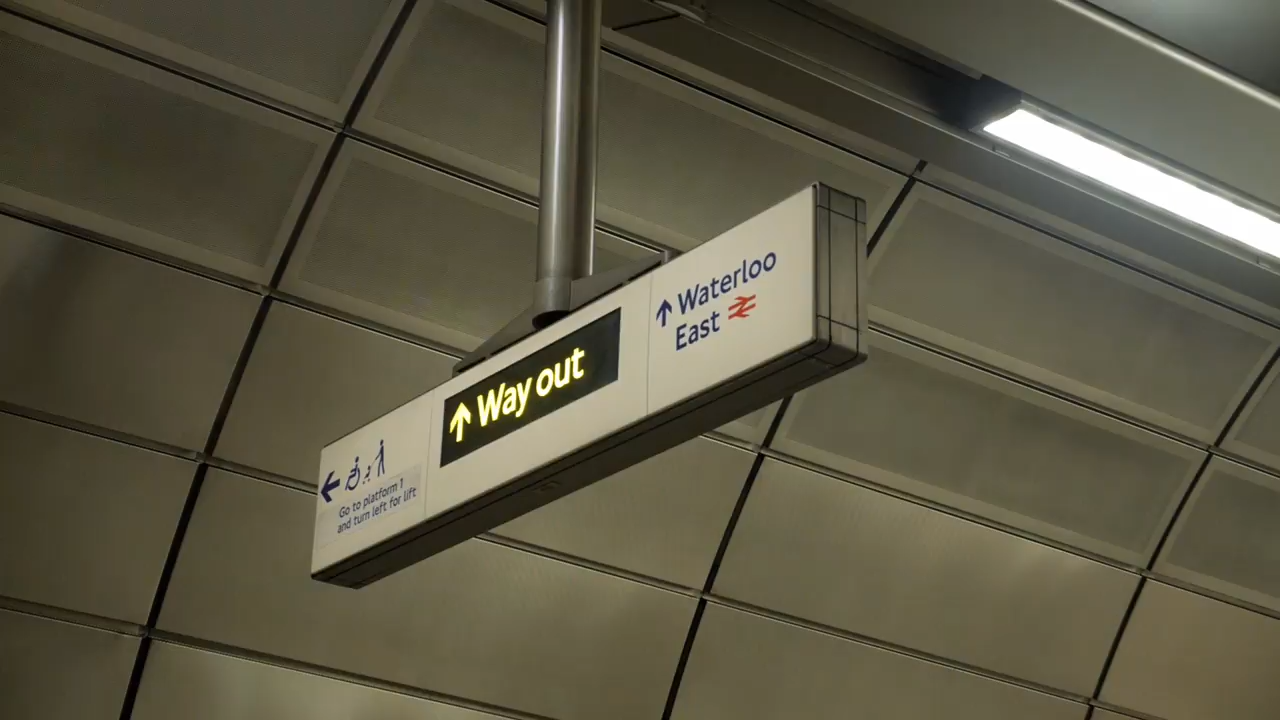 Go to platform 1
and turn left for lift
Way out
Waterloo
East